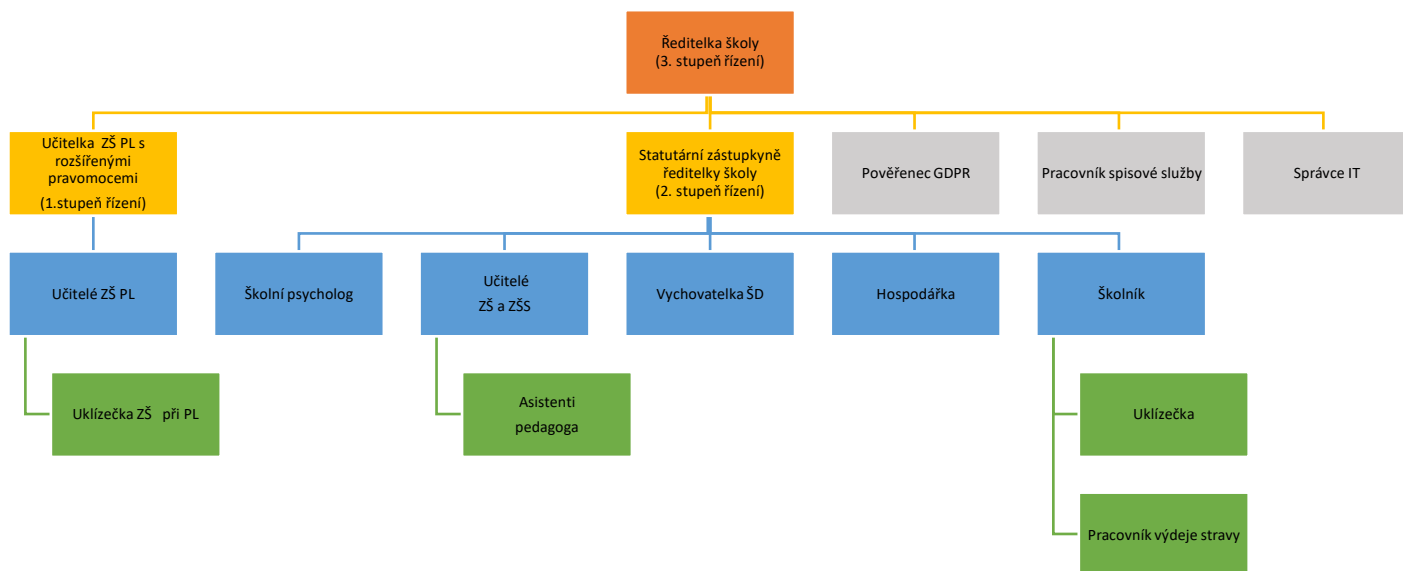 Ředitelka školy
(3. stupeň řízení)
Učitelka ZŠ PL s
rozšířenými
pravomocemi
(1.stupeň řízení)
Statutární zástupkyně
ředitelky školy
(2. stupeň řízení)
Pověřenec GDPR
Pracovník spisové služby
Správce IT
Učitelé ZŠ PL
Školní psycholog
Učitelé
ZŠ a ZŠS
Vychovatelka ŠD
Hospodářka
Školník
Uklízečka ZŠ při PL
Asistenti
pedagoga
Uklízečka
Pracovník výdeje stravy